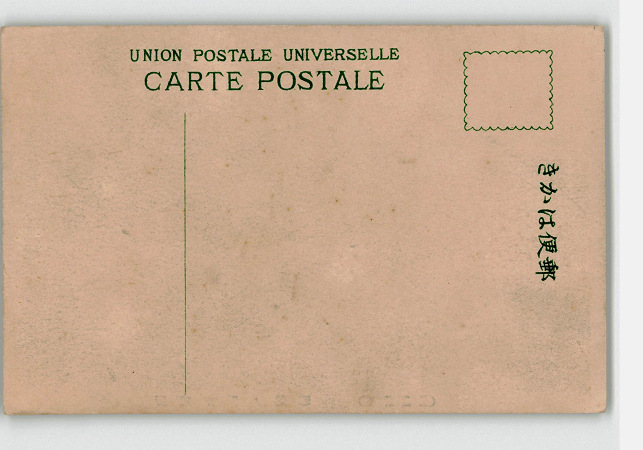 UNION POSTALE UNIVERSELLE
CARTE POSTALE
郵便はかき